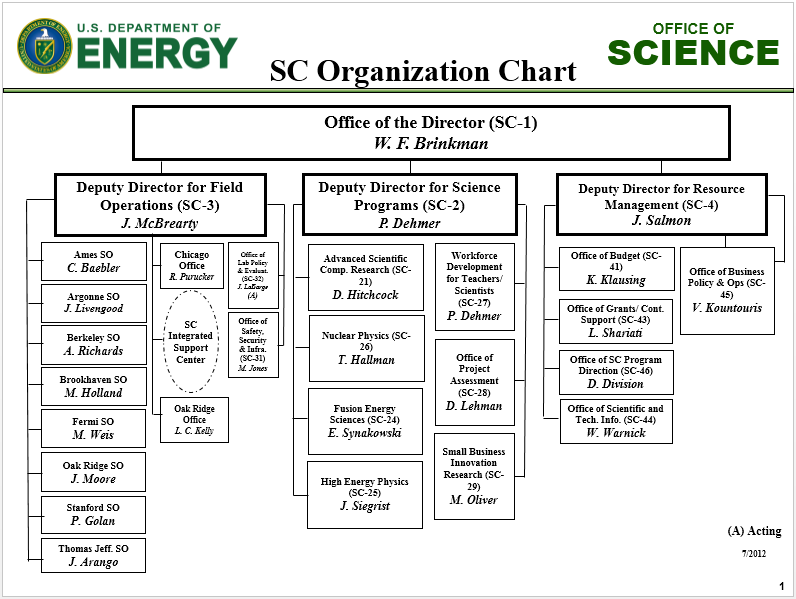 U.S. DEPARTMENT OF
ENERGY
OFFICE OF
SCIENCE
SC Organization Chart
Office of the Director (SC-1)
W. F. Brinkman
Deputy Director for Field
Operations (SC-3)
J. McBrearty
Deputy Director for Science
Programs (SC-2)
P. Dehmer
Deputy Director for Resource
Management (SC-4)
J. Salmon
Ames SO
C. Baebler
Argonne SO
J. Livengood
Berkeley SO
A. Richards
Brookhaven SO
M. Holland
Fermi SO
M. Weis
Oak Ridge SO
J. Moore
Stanford SO
P. Golan
Thomas Jeff. SO
J. Arango
Chicago
Office
R. Purucker
SC
Integrated
Support
Center
Oak Ridge
Office
L. C. Kelly
Office of
Lab Policy
& Evaluat.
(SC-32)
J. LaBarge
(A)
Office of
Safety,
Security
& Infra.
(SC-31)
M. Jones
Advanced Scientific
Comp. Research (SC-
21)
D. Hitchcock
Nuclear Physics (SC-
26)
T. Hallman
Fusion Energy
Sciences (SC-24)
E. Synakowski
High Energy Physics
(SC-25)
J. Siegrist
Workforce
Development
for Teachers/
Scientists
(SC-27)
P. Dehmer
Office of
Project
Assessment
(SC-28)
D. Lehman
Small Business
Innovation
Research (SC-
29)
M. Oliver
Office of Budget (SC-
41)
K. Klausing
Office of Grants/ Cont.
Support (SC-43)
L. Shariati
Office of SC Program
Direction (SC-46)
D. Division
Office of Scientific and
Tech. Info. (SC-44)
W. Warnick
Office of Business
Policy & Ops (SC-
45)
V. Kountouris
(A) Acting
7/2012
1